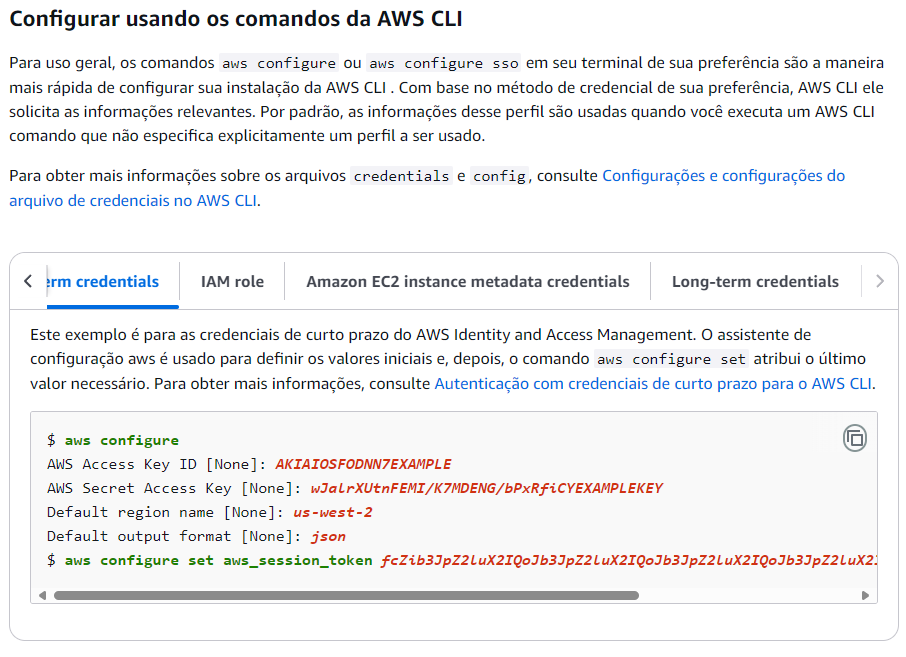 Configurar usando os comandos da AWS CLI
Para uso geral, os comandos aws configure ou aws configure sso em seu terminal de sua preferência são a maneira
mais rápida de configurar sua instalação da AWS CLI . Com base no método de credencial de sua preferência, AWS CLI ele
solicita as informações relevantes. Por padrão, as informações desse perfil são usadas quando você executa um AWS CLI
comando que não especifica explicitamente um perfil a ser usado.
Para obter mais informações sobre os arquivos credentials e config, consulte Configurações e configurações do
arquivo de credenciais no AWS CLI.
erm credentials IAM role Amazon EC2 instance metadata credentials Long-term credentials
Este exemplo é para as credenciais de curto prazo do AWS Identity and Access Management. O assistente de
configuração aws é usado para definir os valores iniciais e, depois, o comando aws configure set atribui o último
valor necessário. Para obter mais informações, consulte Autenticação com credenciais de curto prazo para o AWS CLI.
$ aws configure
AWS Access Key ID [None]: AKIAIOSFODNN7EXAMPLE
AWS Secret Access Key [None]: wJalrXUtnFEMI/K7MDENG/bPxRfiCYEXAMPLEKEY
Default region name [None]: us-west-2
Default output format [None]: json
$ aws configure set aws_session_token fcZib3JpZ2luX2IQoJb3JpZ2luX2IQoJb3JpZ2luX2IQoJb3JpZ2luX2